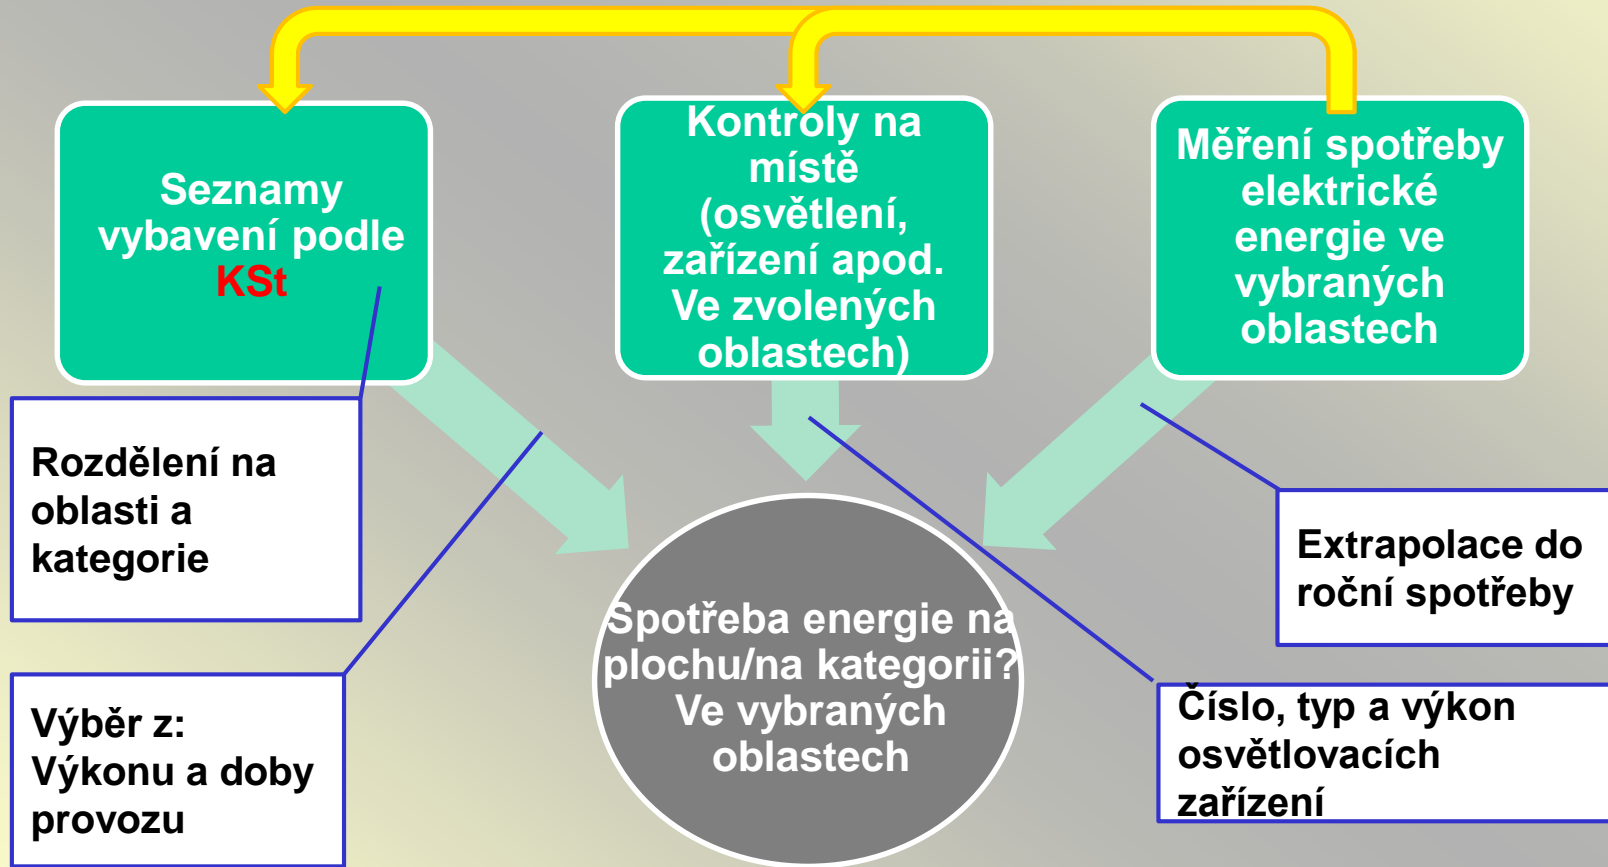 Seznamy
vybavení podle
KSt
Kontroly na
místě
(osvětlení,
zařízení apod.
Ve zvolených
oblastech)
Měření spotřeby
elektrické
energie ve
vybraných
oblastech
Rozdělení na
oblasti a
kategorie
Výběr z:
Výkonu a doby
provozu
Spotřeba energie na
plochu/na kategorii?
Ve vybraných
oblastech
Extrapolace do
roční spotřeby
Číslo, typ a výkon
osvětlovacích
zařízení